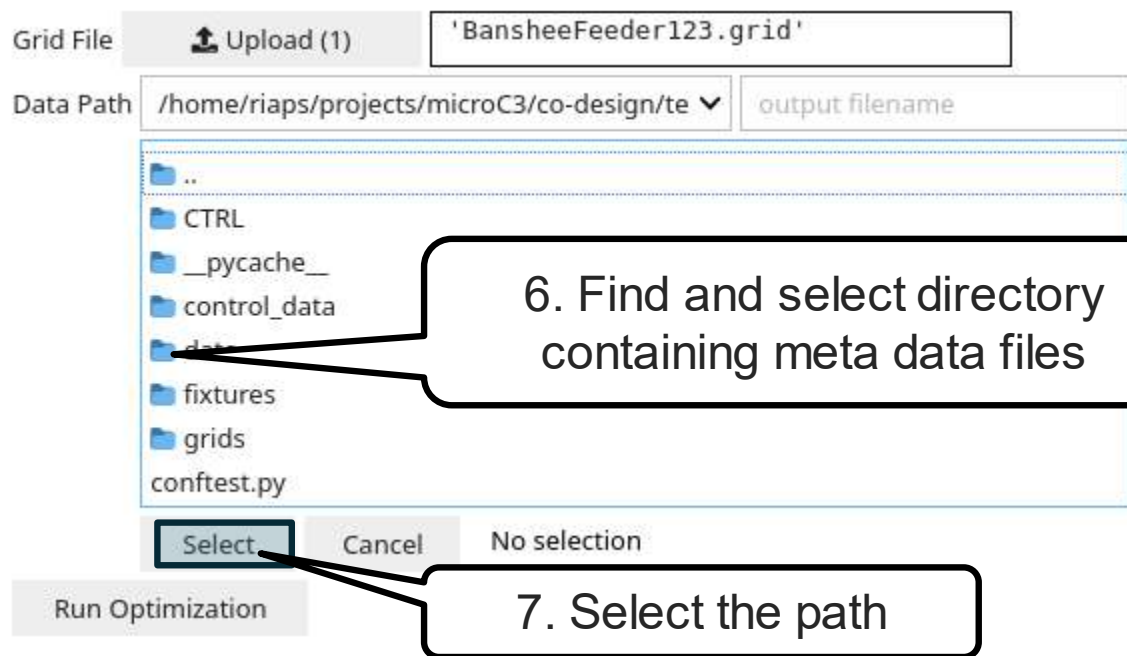 Grid File
Upload (1)
'BansheeFeeder123.grid'
Data Path
/home/riaps/projects/microC3/co-design/te
output filename
..
CTRL
__pycache__
control_data
fixtures
grids
conftest.py
6. Find and select directory
containing meta data files
Select
Cancel
No selection
Run Optimization
7. Select the path